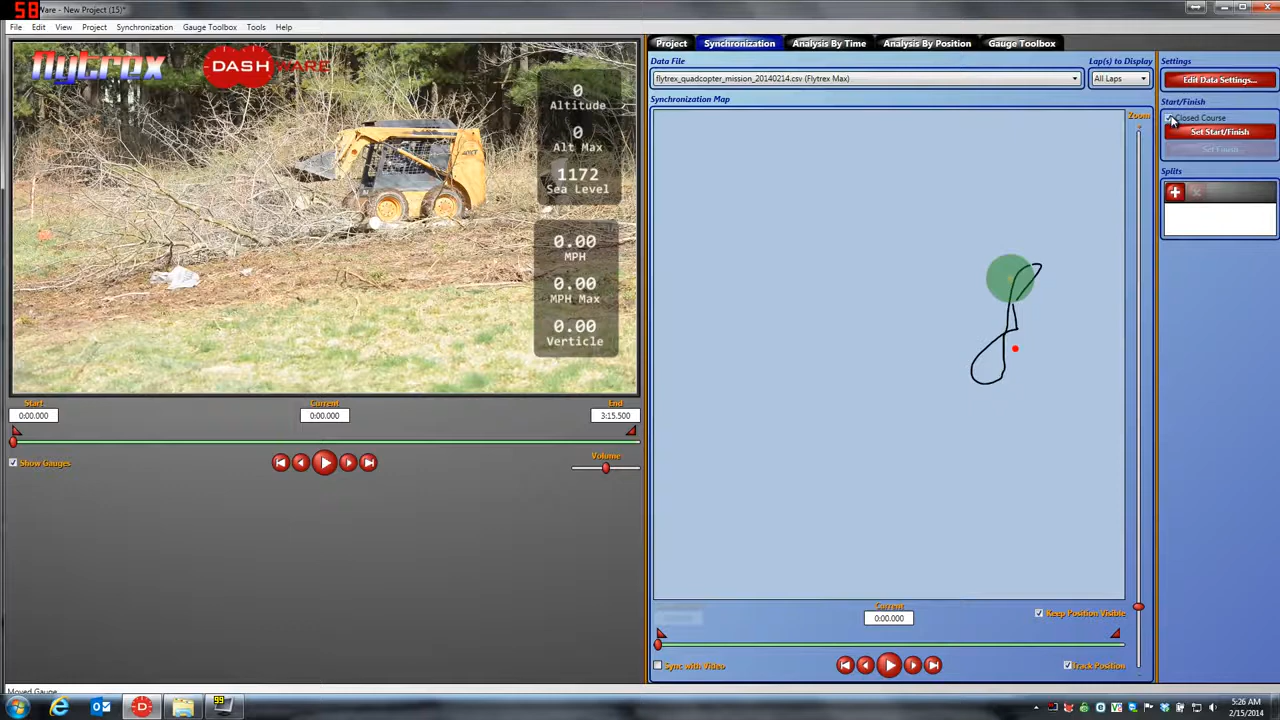 58
Ware - New Project (15)*
File Edit View Project Synchronization Gauge Toolbox Tools Help
flytrex
DASHWARE
0
Altitude
0
Alt Max
1172
Sea Level
0.00
MPH
0.00
MPH Max
0.00
Verticle
Start
Current
End
0:00.000
0:00.000
3:15.500
Show Gauges
Volume
Project Synchronization Analysis By Time Analysis By Position Gauge Toolbox
Data File
Lap(s) to Display
flytrex_quadcopter_mission_20140214.csv (Flytrex Max)
All Laps
Synchronization Map
Zoom
Current
0:00.000
Keep Position Visible
Sync with Video
Track Position
Settings
Edit Data Settings...
Start/Finish
Closed Course
Set Start/Finish
Set Finish...
Splits
Moved Gauge
99
5:26 AM
2/15/2014